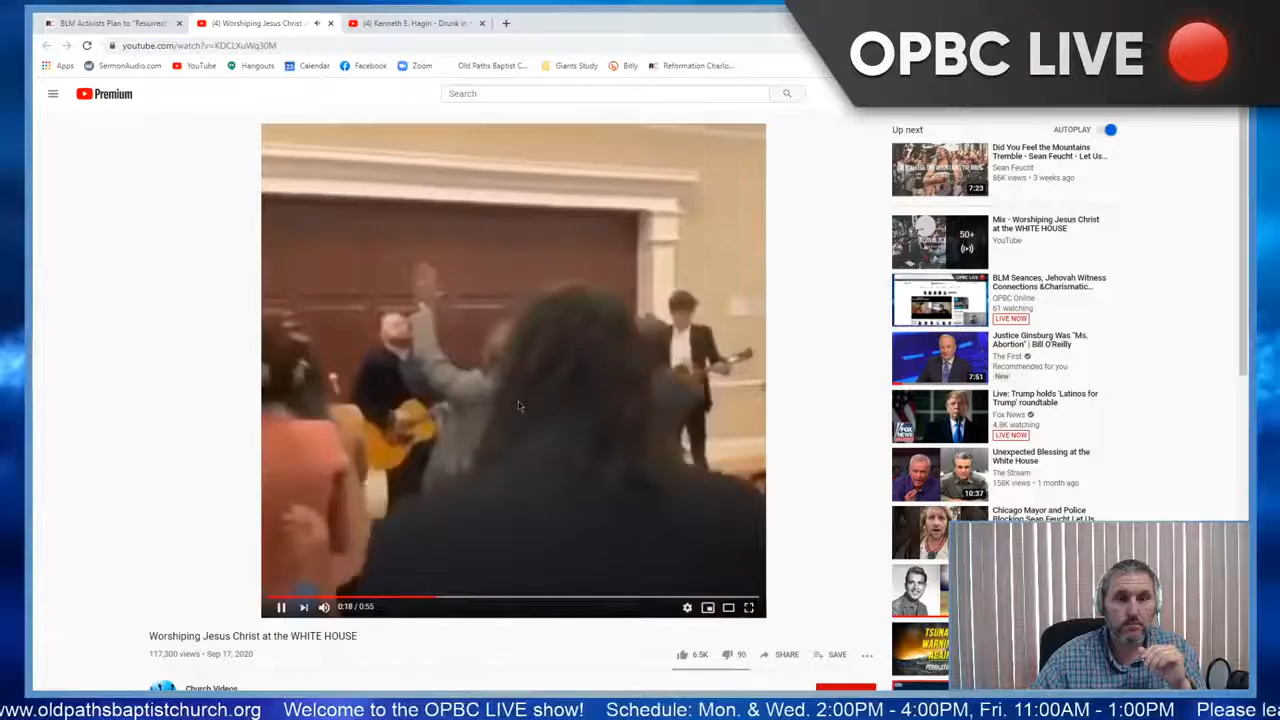 BLM Activists Plan to "Resurrect
(4) Worshiping Jesus Christ
(4) Kenneth E. Hagin - Drunk in
OPBC LIVE
youtube.com/watch?v=KDCLXuWq30M
Apps
SermonAudio.com
YouTube
Hangouts
Calendar
Facebook
Zoom
Old Paths Baptist C...
Giants Study
Bitly
Reformation Charlo...
Premium
Search
Up next
AUTOPLAY
Did You Feel the Mountains
Tremble - Sean Feucht - Let Us...
Sean Feucht
86K views • 3 weeks ago
7:23
Mix - Worshiping Jesus Christ
at the WHITE HOUSE
YouTube
50+
BLM Seances, Jehovah Witness
Connections &Charismatic...
OPBC Online
61 watching
LIVE NOW
OPBC LIVE
Justice Ginsburg Was "Ms.
Abortion" | Bill O'Reilly
The First
Recommended for you
New
7:51
Live: Trump holds 'Latinos for
Trump' roundtable
Fox News
4.8K watching
LIVE NOW
Unexpected Blessing at the
White House
The Stream
158K views • 1 month ago
10:37
Chicago Mayor and Police
Blocking Sean Feucht Let Us
TSUNA
WARNIN
AGAIN
0:18 / 0:55
Worshiping Jesus Christ at the WHITE HOUSE
117,300 views • Sep 17, 2020
6.5K
90
SHARE
SAVE
Church Videos
www.oldpathsbaptistchurch.org Welcome to the OPBC LIVE show! Schedule: Mon. & Wed. 2:00PM - 4:00PM, Fri. 11:00AM - 1:00PM Please le